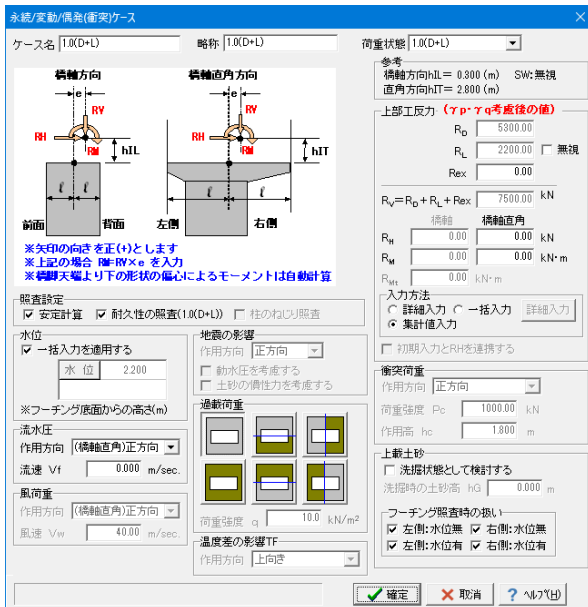 永続/変動/偶発(衝突)ケース
ケース名 1.0(D+L) 略称 1.0(D+L) 荷重状態 1.0(D+L)
橋軸方向 橋軸直角方向
e e
RV RV
RH RH
RM RM
hIL hIT
ℓ ℓ ℓ ℓ
前面 背面 左側 右側
※矢印の向きを正(+)とします
※上記の場合 RM=RV×e を入力
※橋脚天端より下の形状の偏心によるモーメントは自動計算
参考
橋軸方向hIL= 0.300 (m) SW:無視
直角方向hIT= 2.800 (m)
上部工反力 (γp・γq考慮後の値)
RD 5300.00
RL 2200.00 無視
Rex 0.00
RV=RD+RL+Rex 7500.00 kN
橋軸 橋軸直角
RH 0.00 0.00 kN
RM 0.00 0.00 kN・m
RMt 0.00 kN・m
入力方法
詳細入力 一括入力 詳細入力
集計値入力
初期入力とRHを連携する
照査設定
安定計算 耐久性の照査(1.0(D+L)) 柱のねじり照査
水位
一括入力を適用する
水 位 2.200
※フーチング底面からの高さ(m)
流水圧
作用方向 (橋軸直角)正方向
流速 Vf 0.000 m/sec.
風荷重
作用方向 (橋軸直角)正方向
風速 Vw 40.00 m/sec.
地震の影響
作用方向 正方向
動水圧を考慮する
土砂の慣性力を考慮する
過載荷重
荷重強度 q 10.0 kN/m²
温度差の影響TF
作用方向 上向き
衝突荷重
作用方向 正方向
荷重強度 Pc 1000.00 kN
作用高 hc 1.800 m
上載土砂
洗掘状態として検討する
洗掘時の土砂高 hG 0.000 m
フーチング照査時の扱い
左側:水位無 右側:水位無
左側:水位有 右側:水位有
確定 取消 ヘルプ(H)